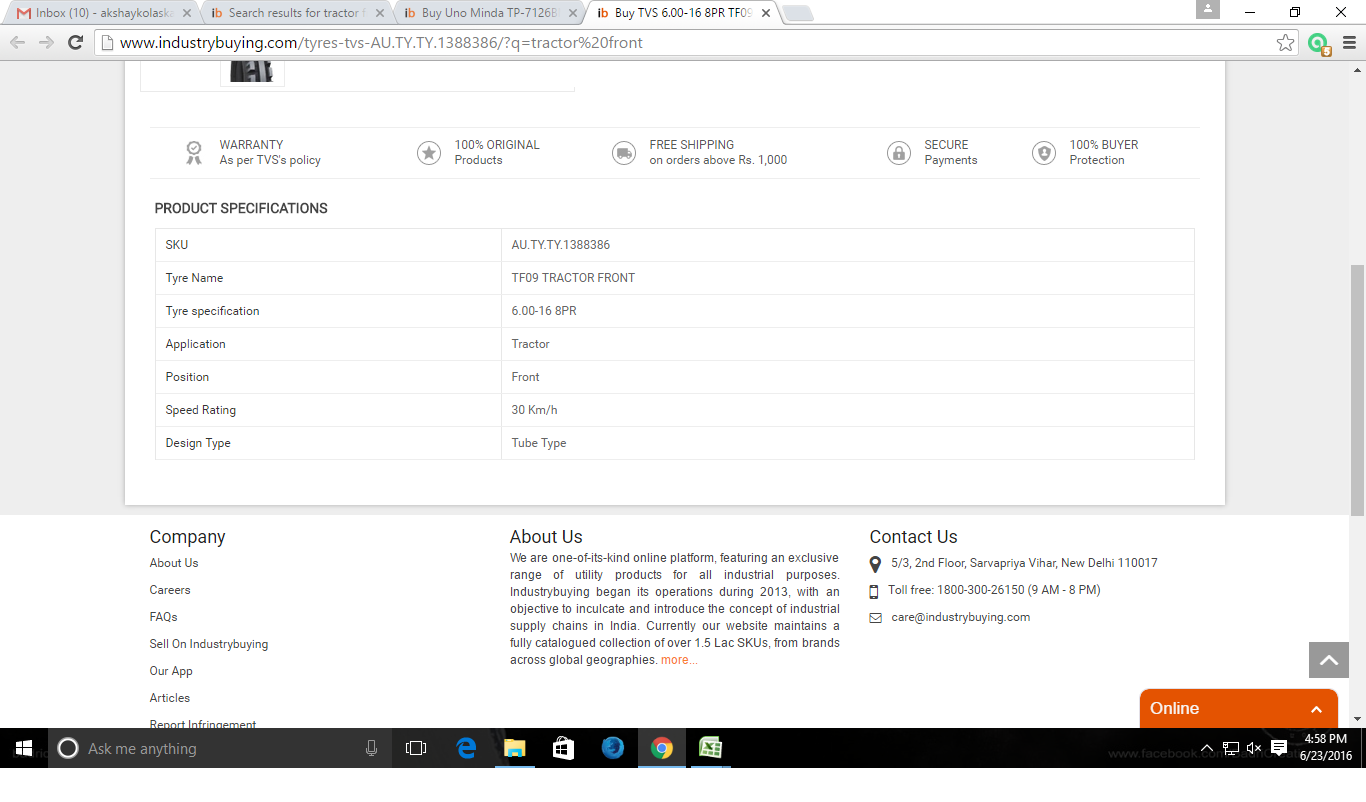 Inbox (10) - akshaykolaska
ib Search results for tractor f
ib Buy Uno Minda TP-7126B
ib Buy TVS 6.00-16 8PR TF09
www.industrybuying.com/tyres-tvs-AU.TY.TY.1388386/?q=tractor%20front
WARRANTY
As per TVS's policy
100% ORIGINAL
Products
FREE SHIPPING
on orders above Rs. 1,000
SECURE
Payments
100% BUYER
Protection
PRODUCT SPECIFICATIONS
SKU AU.TY.TY.1388386
Tyre Name TF09 TRACTOR FRONT
Tyre specification 6.00-16 8PR
Application Tractor
Position Front
Speed Rating 30 Km/h
Design Type Tube Type
Company
About Us
Careers
FAQs
Sell On Industrybuying
Our App
Articles
Report Infringement
About Us
We are one-of-its-kind online platform, featuring an exclusive
range of utility products for all industrial purposes.
Industrybuying began its operations during 2013, with an
objective to inculcate and introduce the concept of industrial
supply chains in India. Currently our website maintains a
fully catalogued collection of over 1.5 Lac SKUs, from brands
across global geographies. more...
Contact Us
5/3, 2nd Floor, Sarvapriya Vihar, New Delhi 110017
Toll free: 1800-300-26150 (9 AM - 8 PM)
care@industrybuying.com
Online
Ask me anything
www.facebook.com
4:58 PM
6/23/2016